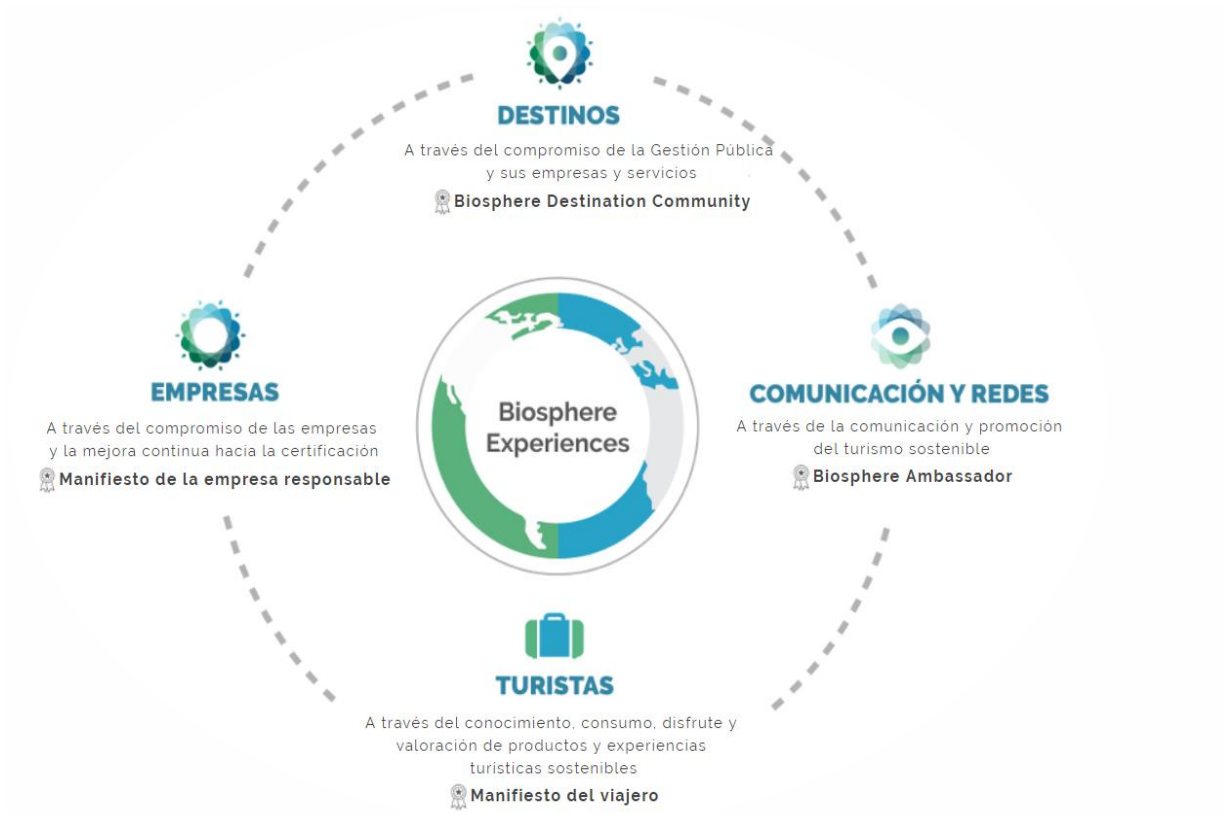 DESTINOS
A través del compromiso de la Gestión Pública
y sus empresas y servicios
Biosphere Destination Community
EMPRESAS
A través del compromiso de las empresas
y la mejora continua hacia la certificación
Manifiesto de la empresa responsable
Biosphere
Experiences
COMUNICACIÓN Y REDES
A través de la comunicación y promoción
del turismo sostenible
Biosphere Ambassador
TURISTAS
A través del conocimiento, consumo, disfrute y
valoración de productos y experiencias
turísticas sostenibles
Manifiesto del viajero